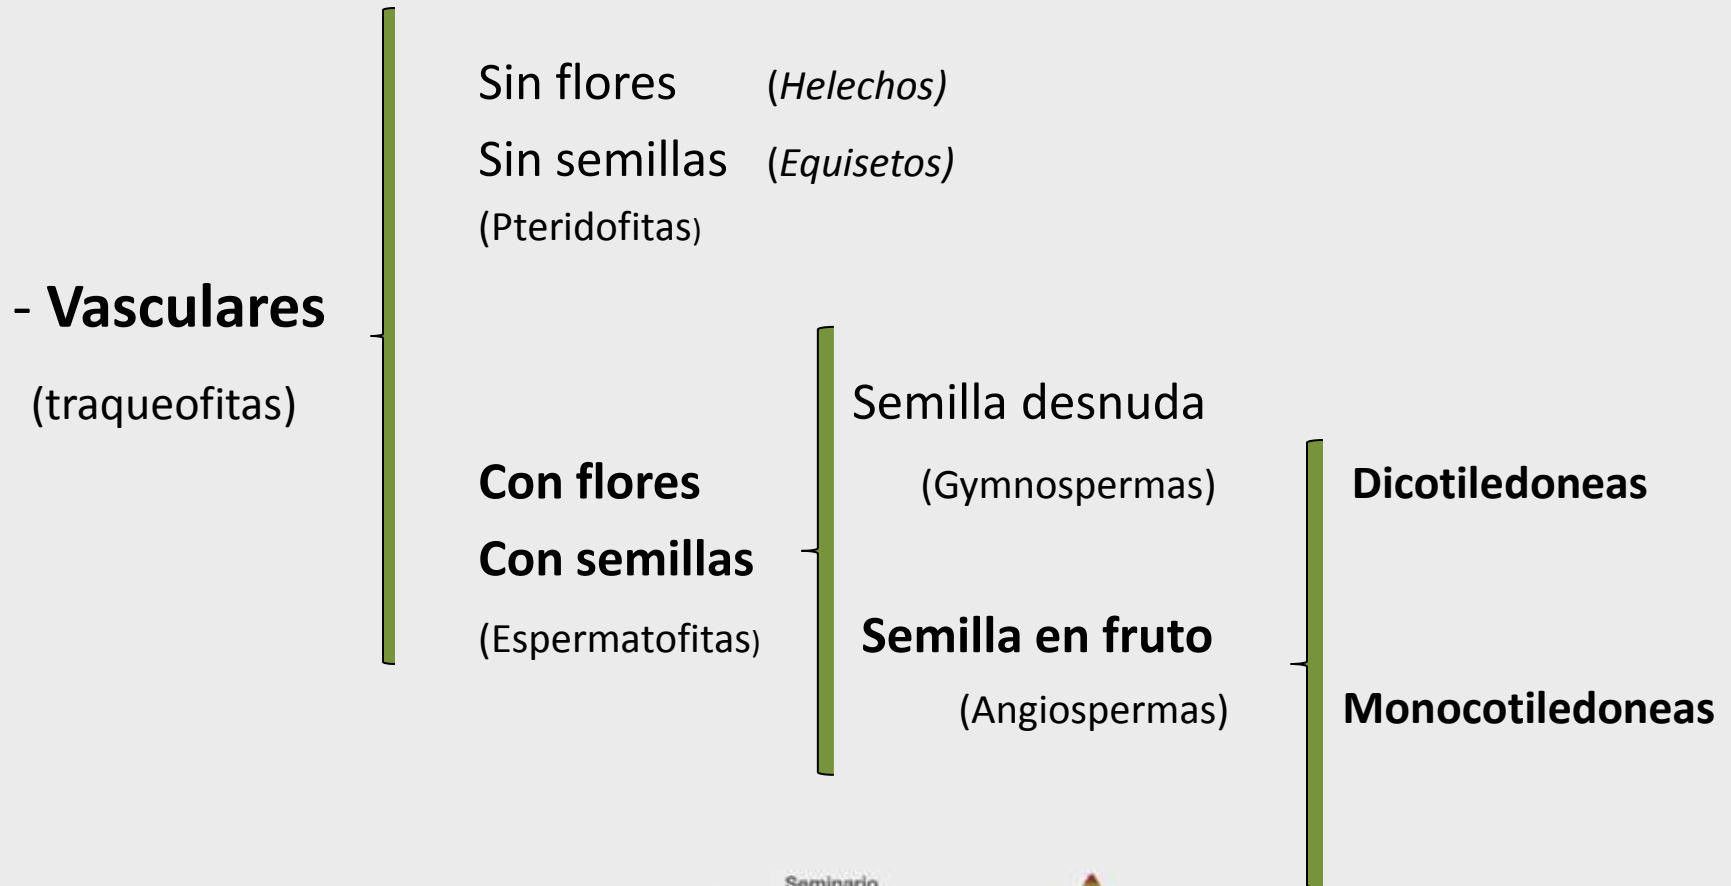 Sin flores (Helechos)
Sin semillas (Equisetos)
(Pteridofitas)
- Vasculares
(traqueofitas)
Con flores
Con semillas
(Espermatofitas)
Semilla desnuda
(Gymnospermas)
Semilla en fruto
(Angiospermas)
Dicotiledoneas
Monocotiledoneas
Seminario